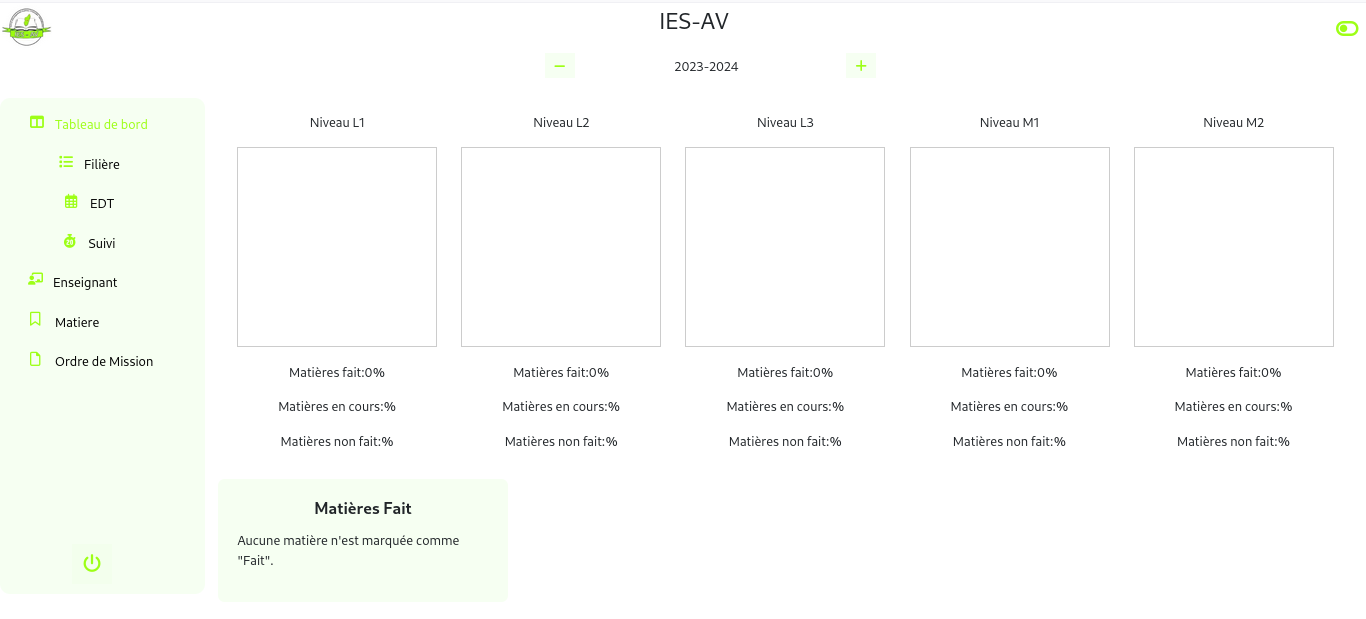 IES-AV
2023-2024
Tableau de bord
Filière
EDT
Suivi
Enseignant
Matiere
Ordre de Mission
Niveau L1
Niveau L2
Niveau L3
Niveau M1
Niveau M2
Matières fait:0%
Matières fait:0%
Matières fait:0%
Matières fait:0%
Matières fait:0%
Matières en cours:%
Matières en cours:%
Matières en cours:%
Matières en cours:%
Matières en cours:%
Matières non fait:%
Matières non fait:%
Matières non fait:%
Matières non fait:%
Matières non fait:%
Matières Fait
Aucune matière n'est marquée comme
"Fait".